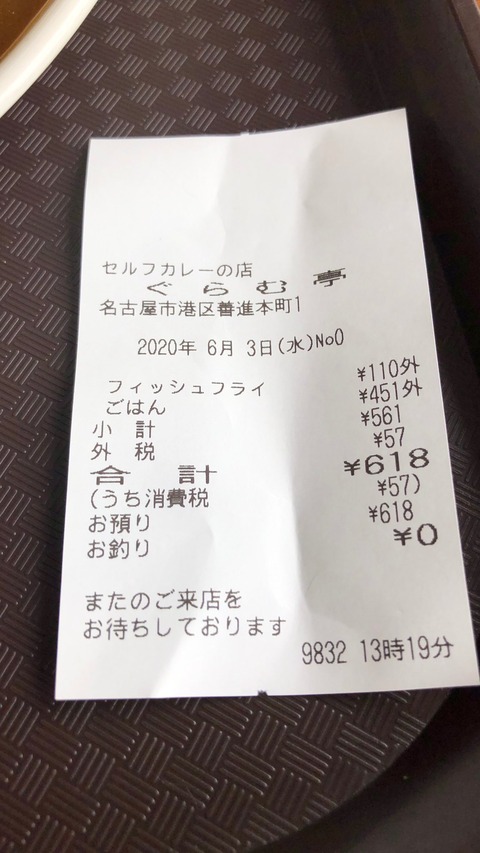 セルフカレーの店
ぐらむ亭
名古屋市港区善進本町1
2020年 6月 3日(水)No0
フィッシュフライ ¥110外
ごはん ¥451外
小 計 ¥561
外 税 ¥57
合 計 ¥618
(うち消費税 ¥57)
お預り ¥618
お釣り ¥0
またのご来店を
お待ちしております
9832 13時19分